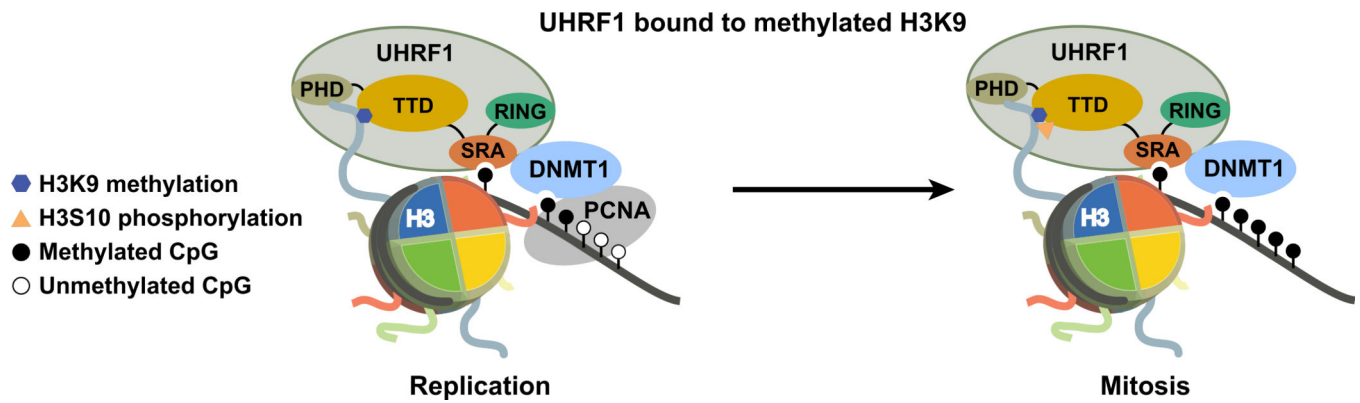 UHRF1 bound to methylated H3K9
UHRF1
PHD
TTD
RING
SRA
DNMT1
PCNA
H3
H3K9 methylation
H3S10 phosphorylation
Methylated CpG
Unmethylated CpG
Replication
UHRF1
PHD
TTD
RING
SRA
DNMT1
H3
Mitosis